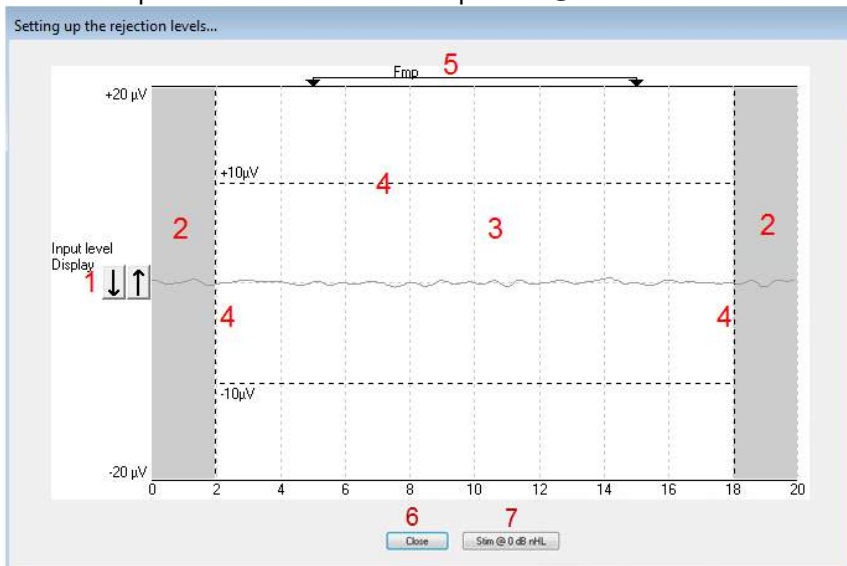 Setting up the rejection levels...
Fmp 5
+20 µV
+10µV
4
2 3 2
Input level
Display
1 ↓ ↑
4 4
-10µV
-20 µV
0 2 4 6 8 10 12 14 16 18 20
6 7
Close Stim @ 0 dB nHL